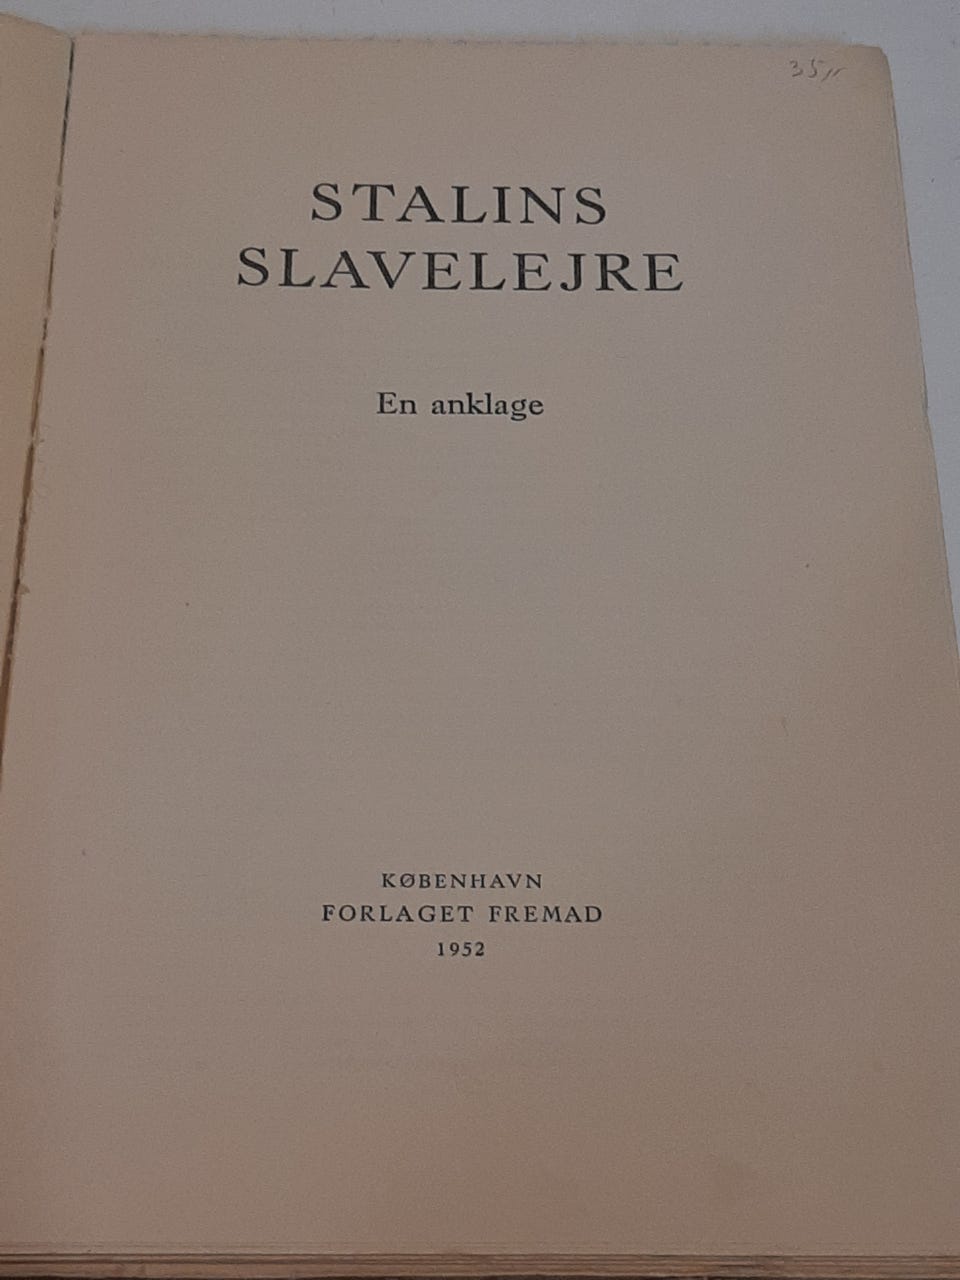 35,,
STALINS
SLAVELEJRE
En anklage
KØBENHAVN
FORLAGET FREMAD
1952